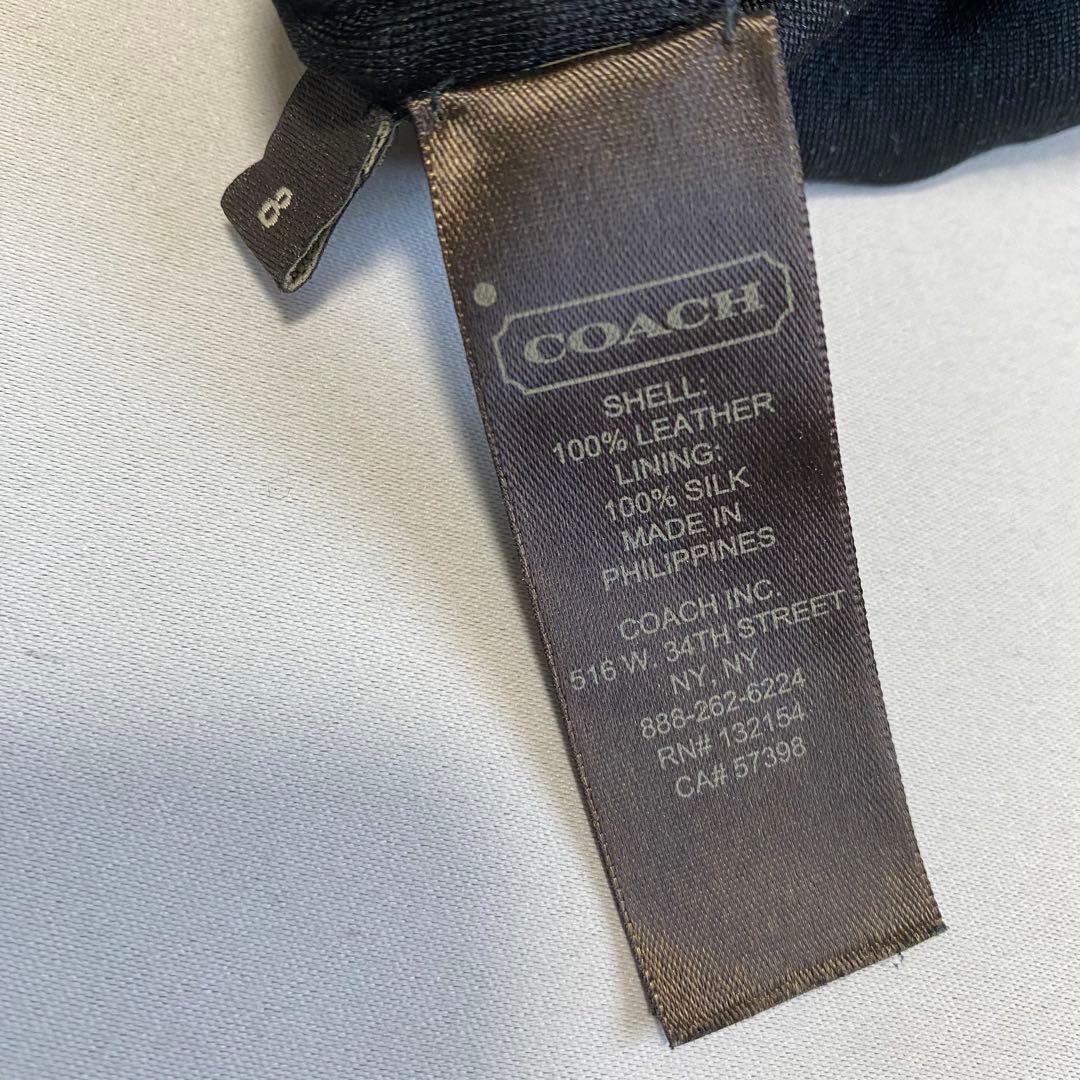 8
COACH
SHELL:
100% LEATHER
LINING:
100% SILK
MADE IN
PHILIPPINES
COACH INC.
516 W. 34TH STREET
NY, NY
888-262-6224
RN# 132154
CA# 57398